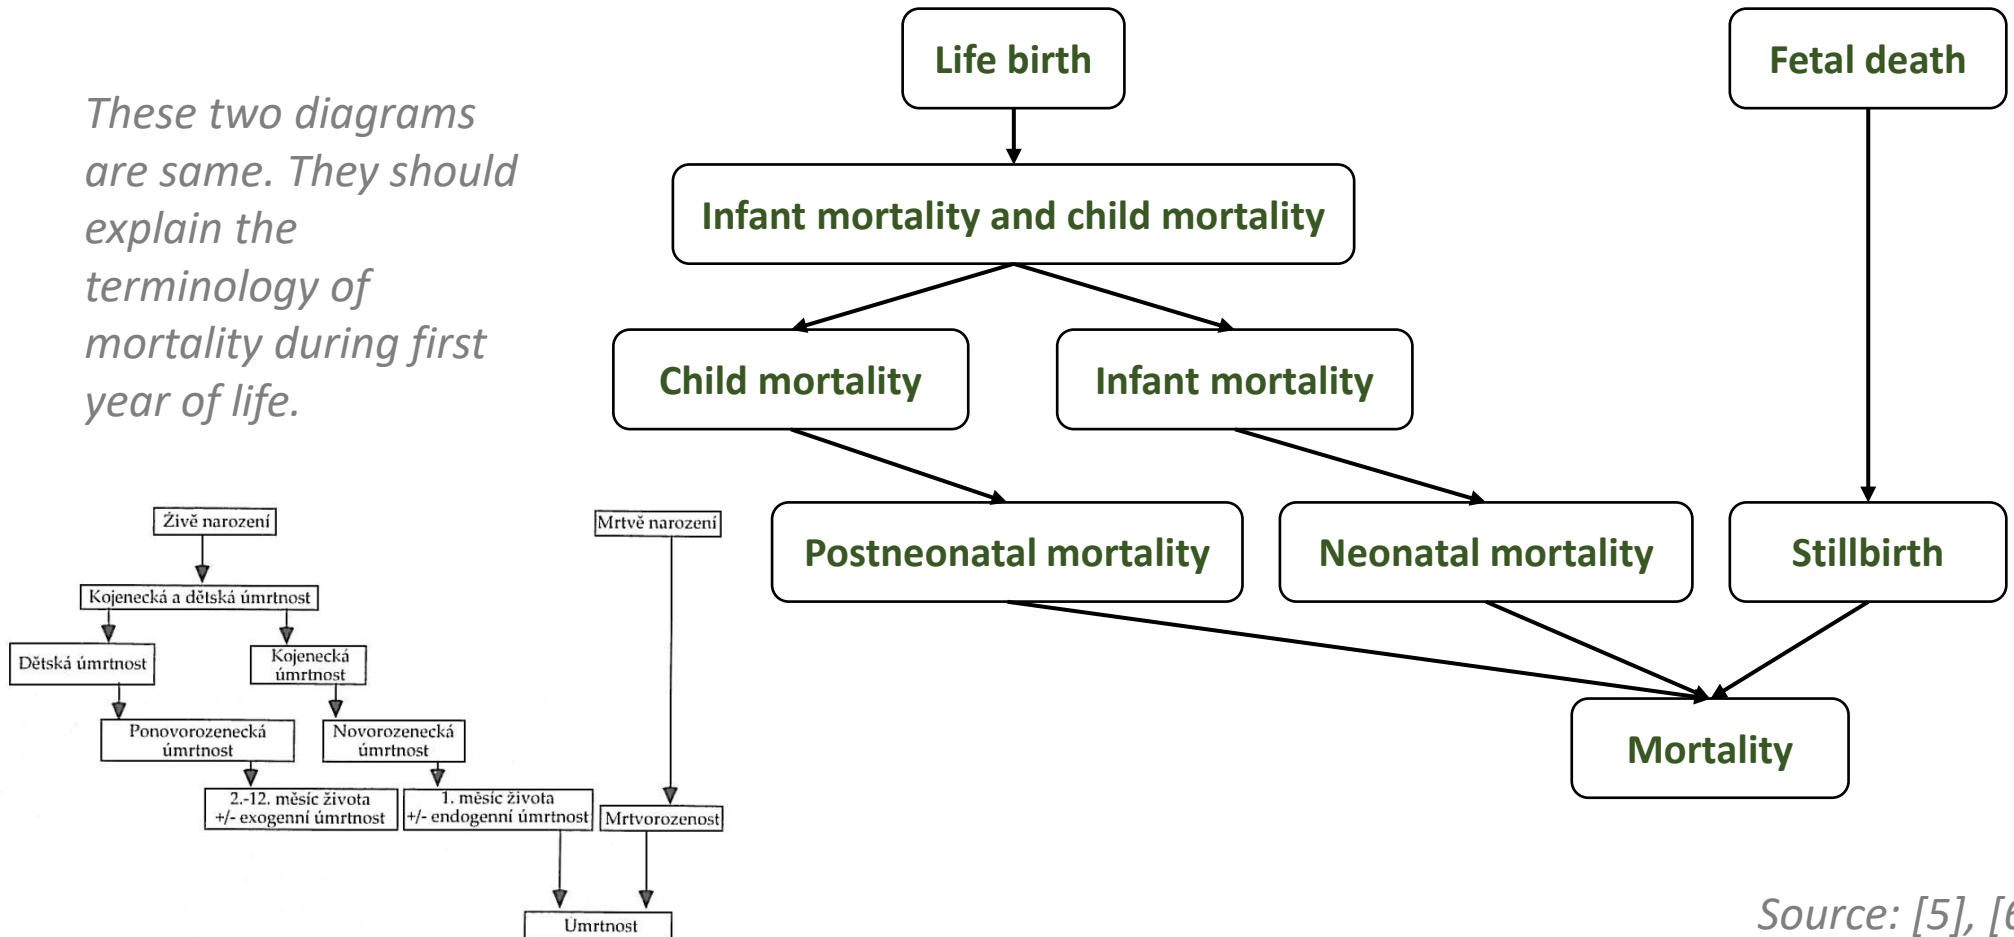 These two diagrams
are same. They should
explain the
terminology of
mortality during first
year of life.
Life birth
Fetal death
Infant mortality and child mortality
Child mortality
Infant mortality
Postneonatal mortality
Neonatal mortality
Stillbirth
Mortality
Živě narození
Mrtvě narození
Kojenecká a dětská úmrtnost
Dětská úmrtnost
Kojenecká
úmrtnost
Ponovorozenecká
úmrtnost
Novorozenecká
úmrtnost
2.-12. měsíc života
+/- exogenní úmrtnost
1. měsíc života
+/- endogenní úmrtnost
Mrtvorozenost
Úmrtnost
Source: [5], [6